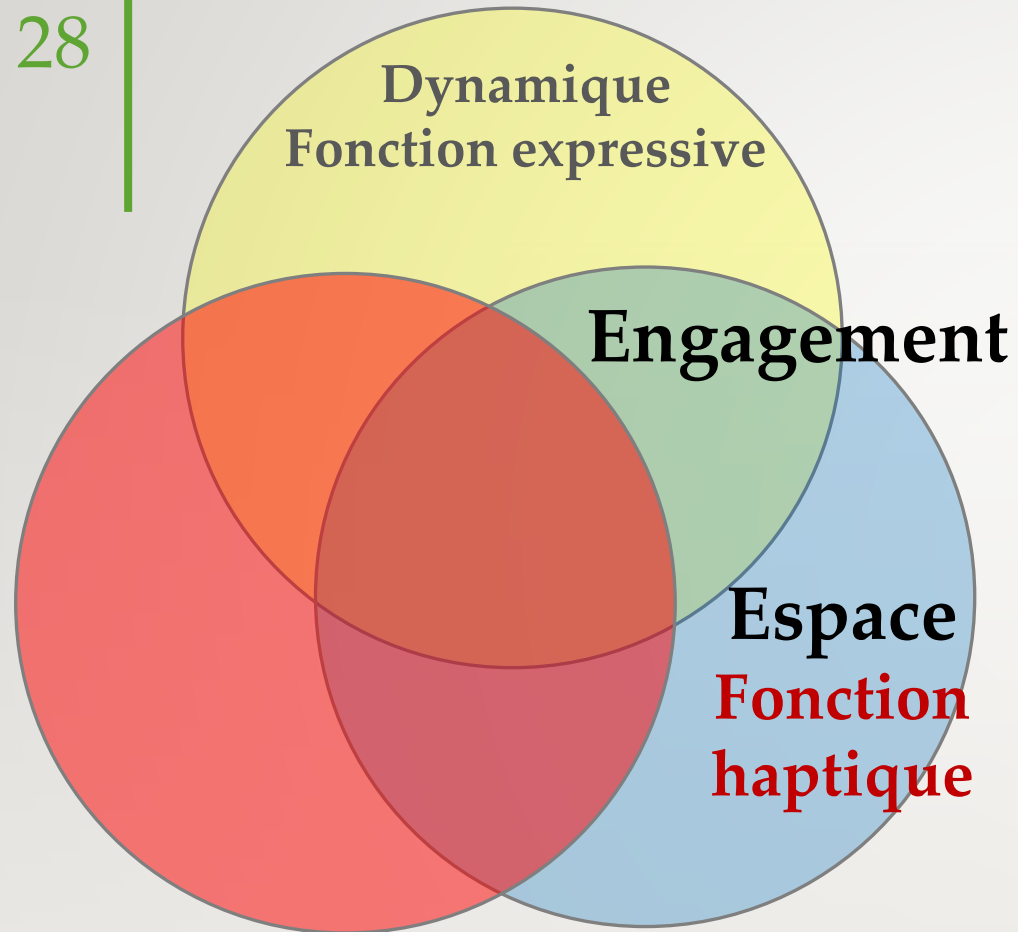 28
Dynamique
Fonction expressive
Engagement
Espace
Fonction
haptique